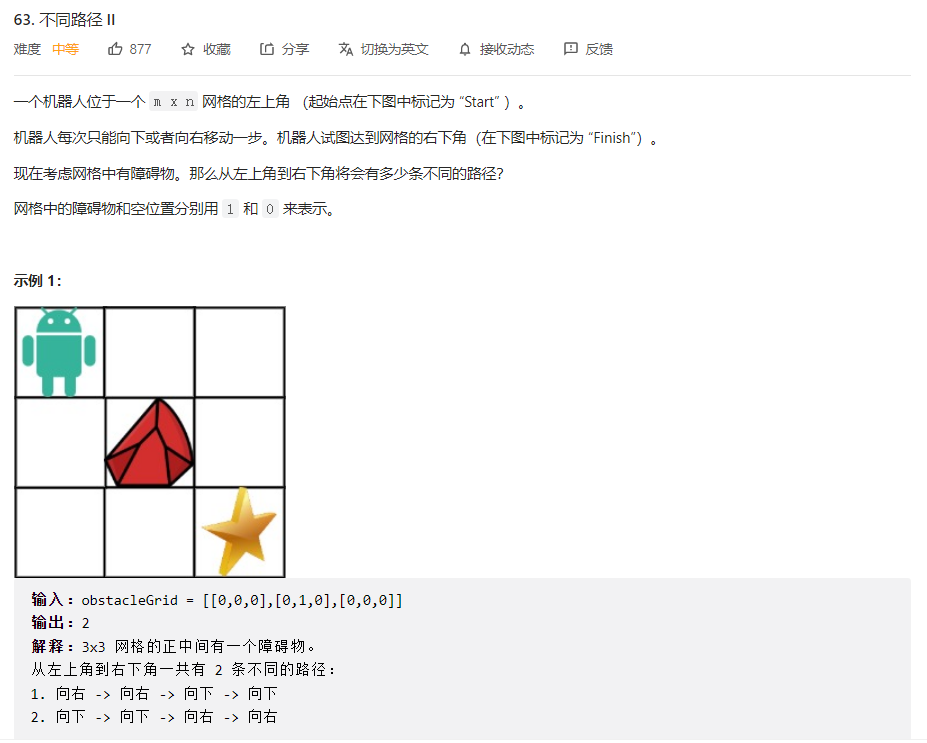 63. 不同路径 II
难度 中等 877 收藏 分享 切换为英文 接收动态 反馈
一个机器人位于一个 m x n 网格的左上角 （起始点在下图中标记为 “Start” ）。
机器人每次只能向下或者向右移动一步。机器人试图达到网格的右下角（在下图中标记为 “Finish”）。
现在考虑网格中有障碍物。那么从左上角到右下角将会有多少条不同的路径?
网格中的障碍物和空位置分别用 1 和 0 来表示。
示例 1：
输入：obstacleGrid = [[0,0,0],[0,1,0],[0,0,0]]
输出：2
解释：3x3 网格的正中间有一个障碍物。
从左上角到右下角一共有 2 条不同的路径：
1. 向右 -> 向右 -> 向下 -> 向下
2. 向下 -> 向下 -> 向右 -> 向右